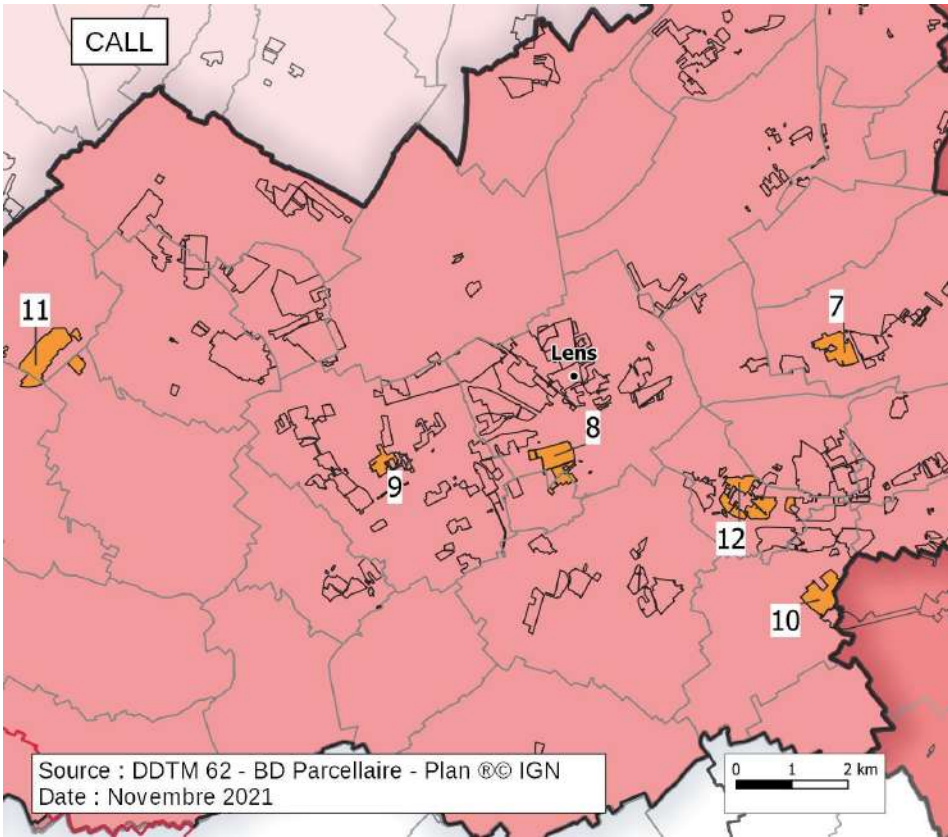 CALL
11
7
Lens
8
9
12
10
Source : DDTM 62 - BD Parcellaire - Plan ®© IGN
Date : Novembre 2021
0 1 2 km